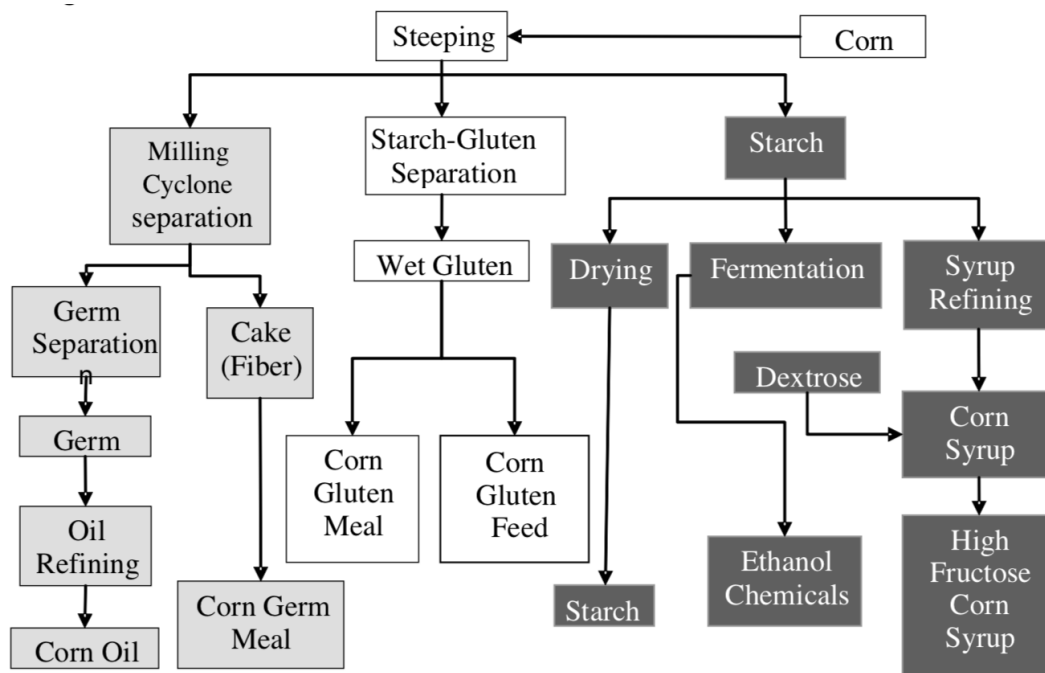 Steeping
Corn
Milling
Cyclone
separation
Starch-Gluten
Separation
Starch
Wet Gluten
Drying
Fermentation
Syrup
Refining
Germ
Separation
n
Cake
(Fiber)
Dextrose
Germ
Corn
Syrup
Corn
Gluten
Meal
Corn
Gluten
Feed
Oil
Refining
Ethanol
Chemicals
High
Fructose
Corn
Syrup
Corn Germ
Meal
Starch
Corn Oil